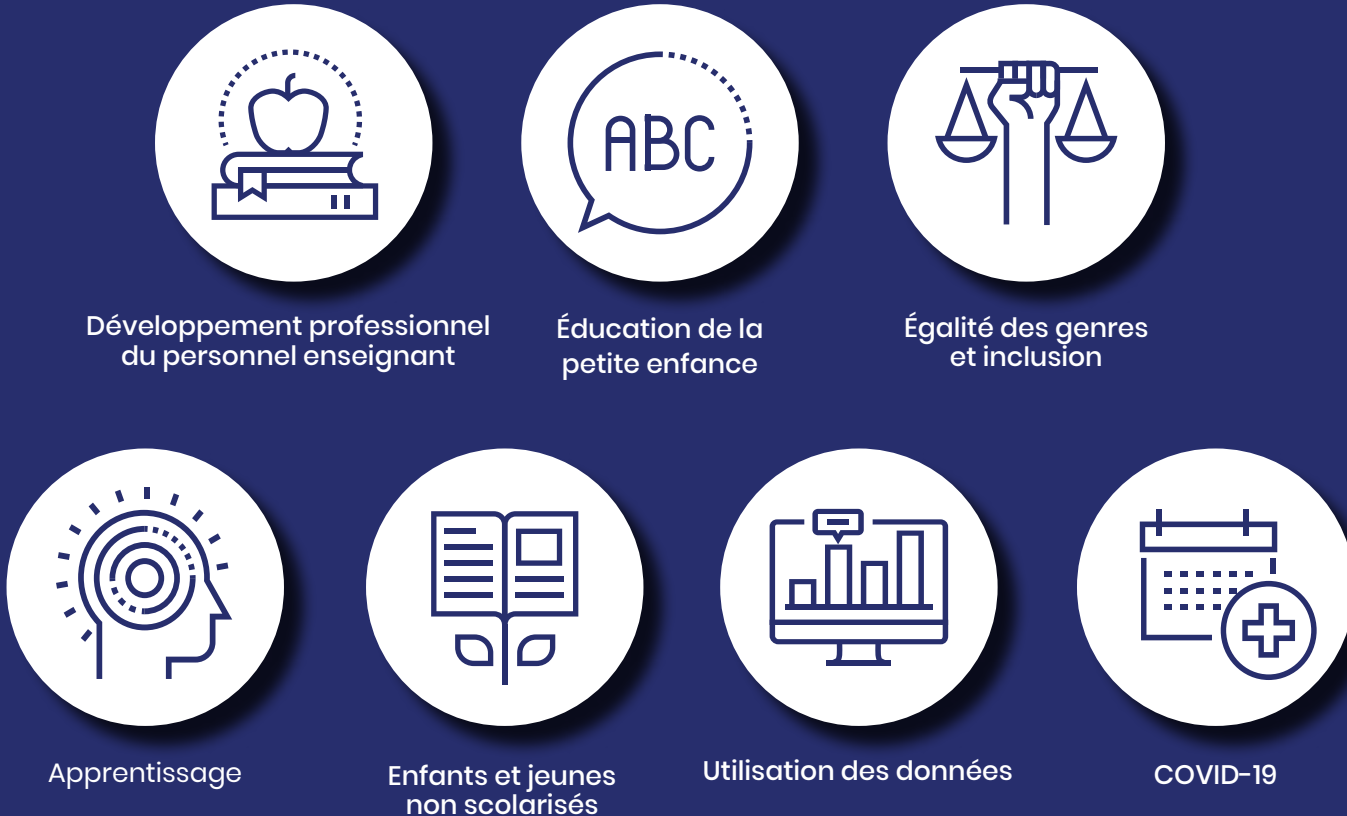 ABC
Développement professionnel
du personnel enseignant
Éducation de la
petite enfance
Égalité des genres
et inclusion
Apprentissage
Enfants et jeunes
non scolarisés
Utilisation des données
COVID-19